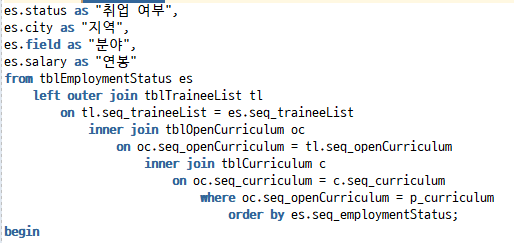 es.status as "취업 여부",
es.city as "지역",
es.field as "분야",
es.salary as "연봉"
from tblEmploymentStatus es
left outer join tblTraineeList tl
on tl.seq_traineeList = es.seq_traineeList
inner join tblOpenCurriculum oc
on oc.seq_openCurriculum = tl.seq_openCurriculum
inner join tblCurriculum c
on oc.seq_curriculum = c.seq_curriculum
where oc.seq_openCurriculum = p_curriculum
order by es.seq_employmentStatus;
begin